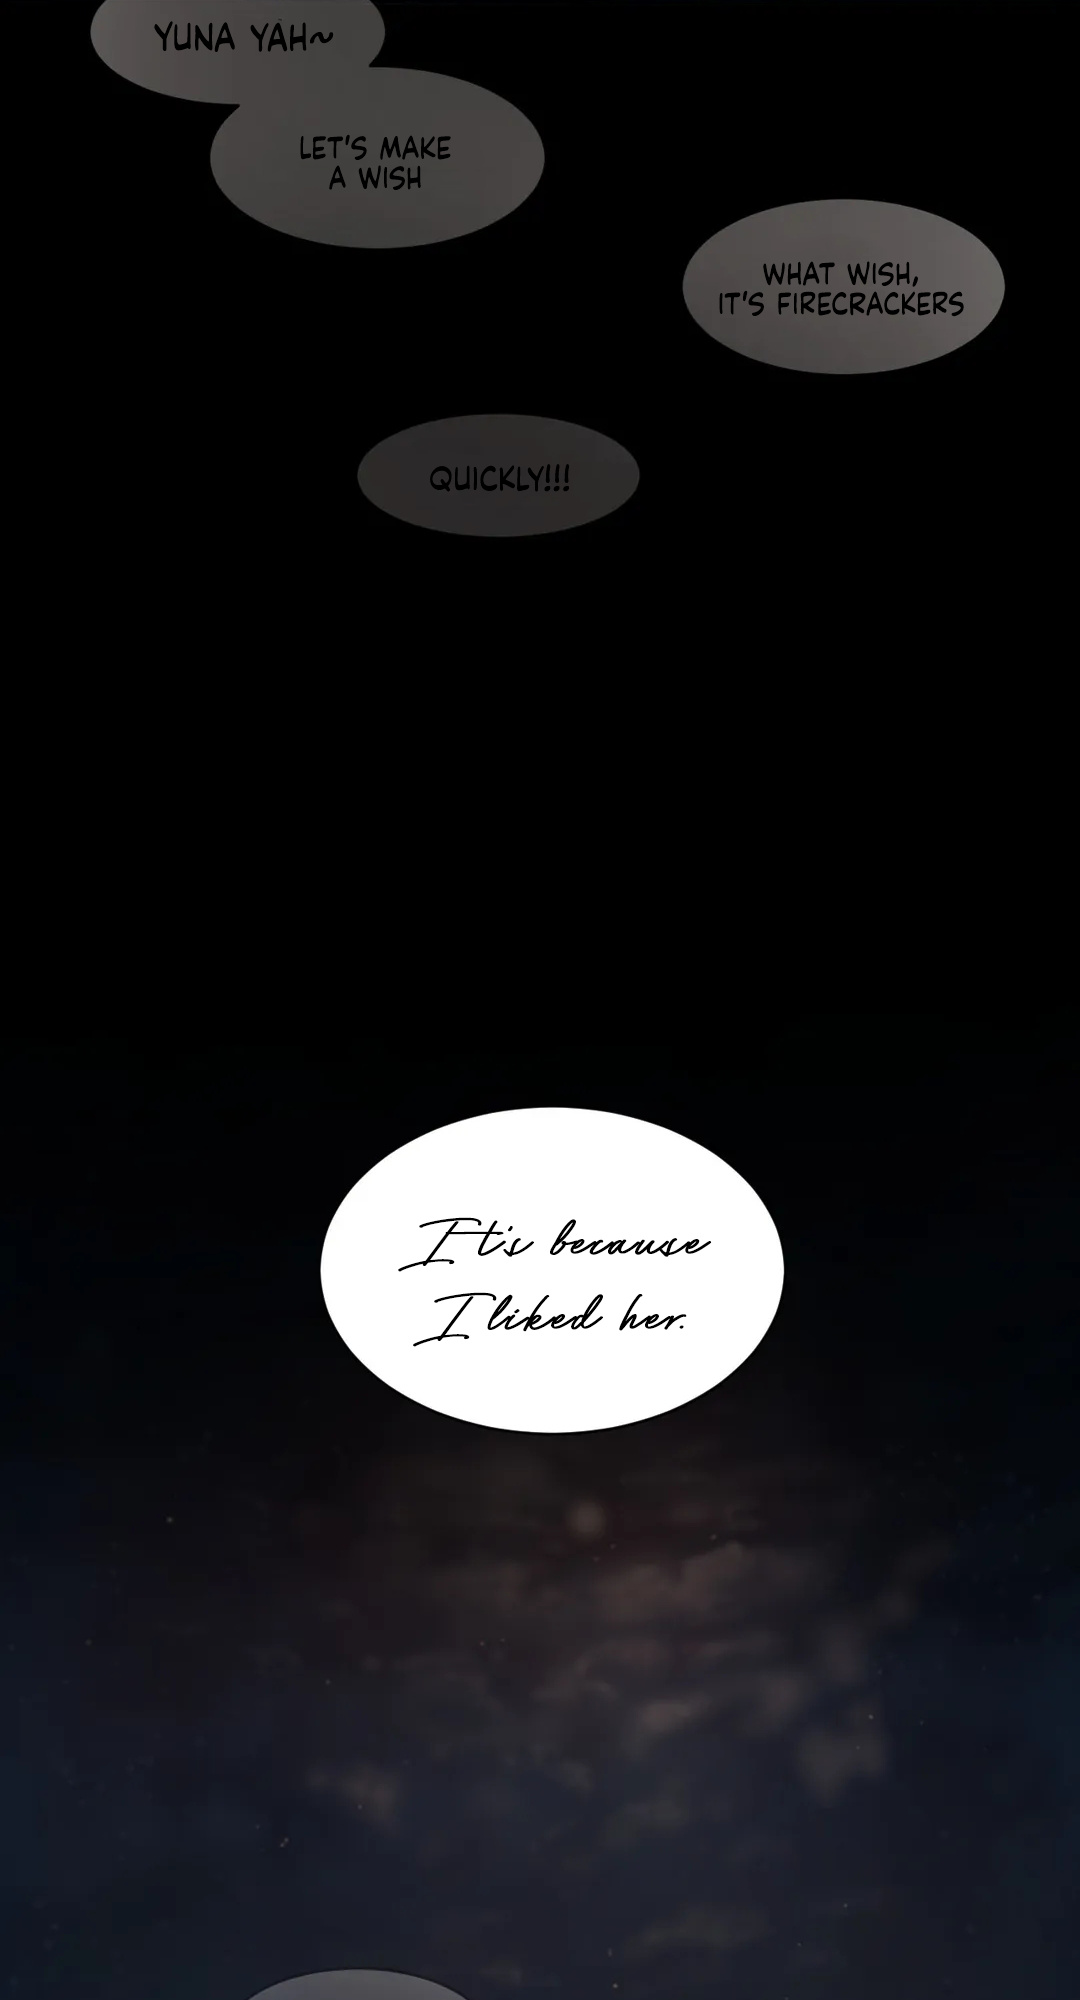 YUNA YAH~
LET'S MAKE
A WISH
WHAT WISH,
IT'S FIRECRACKERS
QUICKLY!!!
It's because
I liked her.